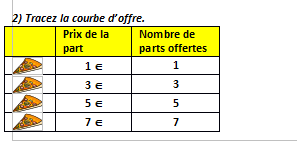 2) Tracez la courbe d'offre.
Prix de la part Nombre de parts offertes
1 € 1
3 € 3
5 € 5
7 € 7